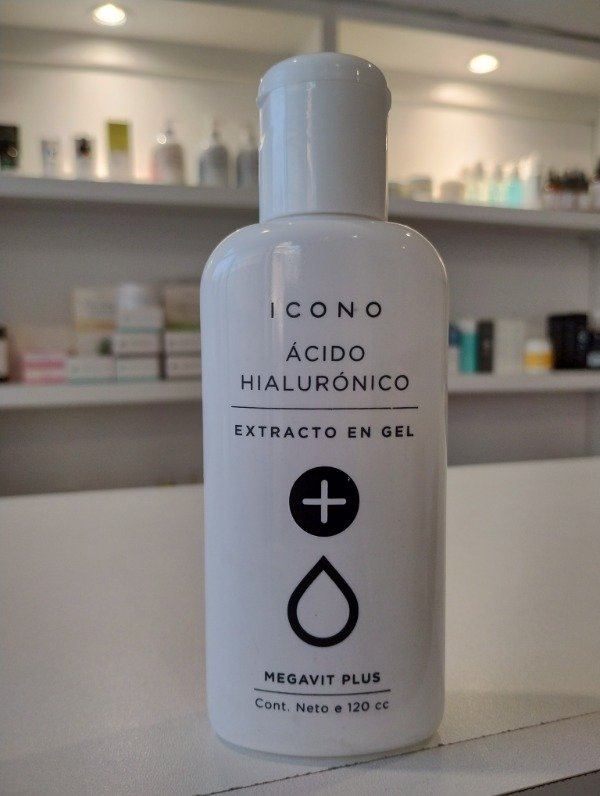 ICONO
ÁCIDO
HIALURÓNICO
EXTRACTO EN GEL
MEGAVIT PLUS
Cont. Neto e 120 cc